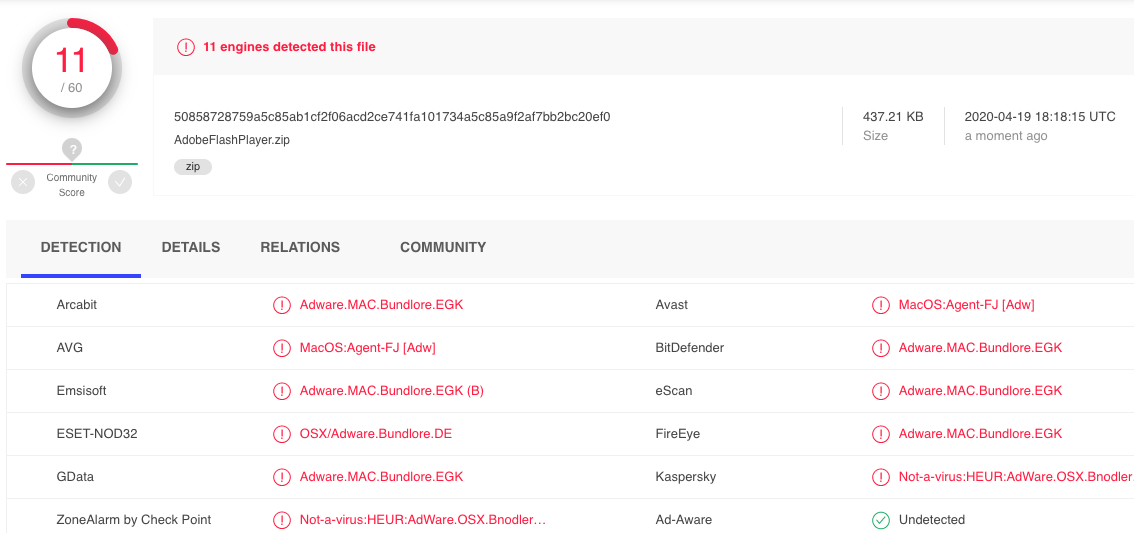 11
/ 60
?
Community
Score
11 engines detected this file
50858728759a5c85ab1cf2f06acd2ce741fa101734a5c85a9f2af7bb2bc20ef0
AdobeFlashPlayer.zip
zip
437.21 KB
Size
2020-04-19 18:18:15 UTC
a moment ago
DETECTION DETAILS RELATIONS COMMUNITY
Arcabit Adware.MAC.Bundlore.EGK Avast MacOS:Agent-FJ [Adw]
AVG MacOS:Agent-FJ [Adw] BitDefender Adware.MAC.Bundlore.EGK
Emsisoft Adware.MAC.Bundlore.EGK (B) eScan Adware.MAC.Bundlore.EGK
ESET-NOD32 OSX/Adware.Bundlore.DE FireEye Adware.MAC.Bundlore.EGK
GData Adware.MAC.Bundlore.EGK Kaspersky Not-a-virus:HEUR:AdWare.OSX.Bnodler
ZoneAlarm by Check Point Not-a-virus:HEUR:AdWare.OSX.Bnodler… Ad-Aware Undetected